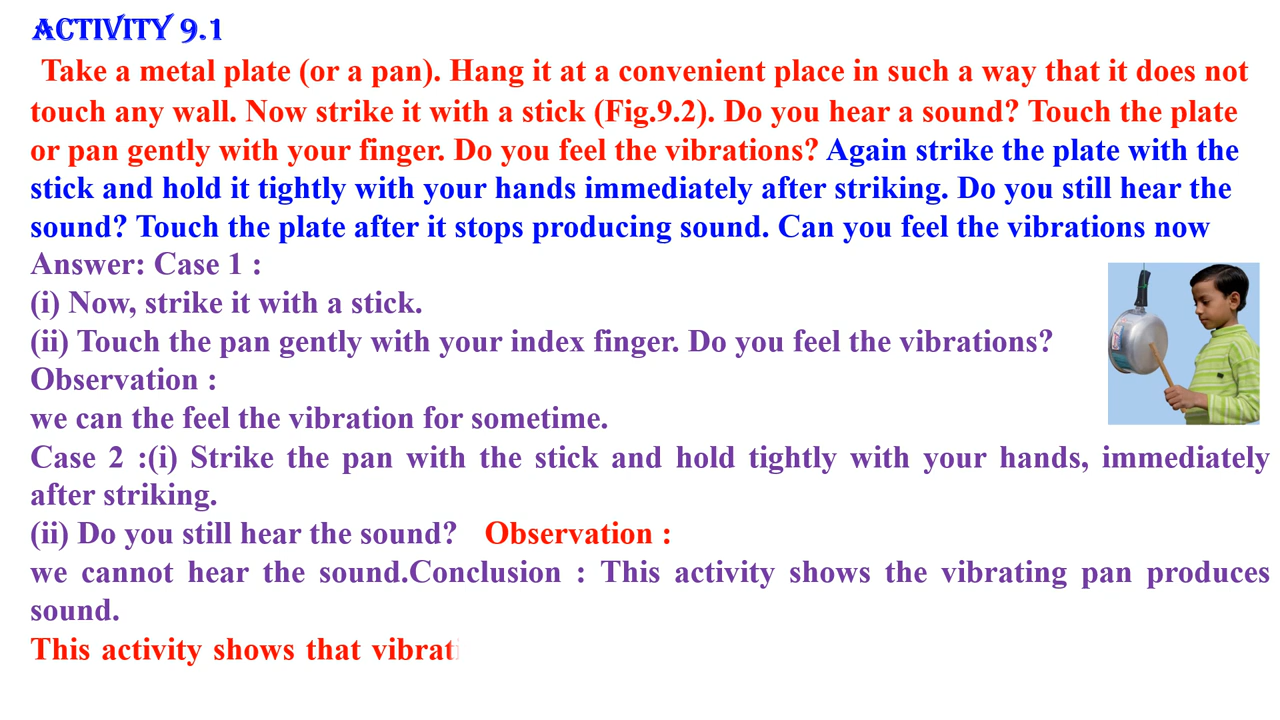 ACTIVITY 9.1
Take a metal plate (or a pan). Hang it at a convenient place in such a way that it does not
touch any wall. Now strike it with a stick (Fig.9.2). Do you hear a sound? Touch the plate
or pan gently with your finger. Do you feel the vibrations? Again strike the plate with the
stick and hold it tightly with your hands immediately after striking. Do you still hear the
sound? Touch the plate after it stops producing sound. Can you feel the vibrations now
Answer: Case 1 :
(i) Now, strike it with a stick.
(ii) Touch the pan gently with your index finger. Do you feel the vibrations?
Observation :
we can the feel the vibration for sometime.
Case 2 :(i) Strike the pan with the stick and hold tightly with your hands, immediately
after striking.
(ii) Do you still hear the sound? Observation :
we cannot hear the sound.Conclusion : This activity shows the vibrating pan produces
sound.
This activity shows that vibrati